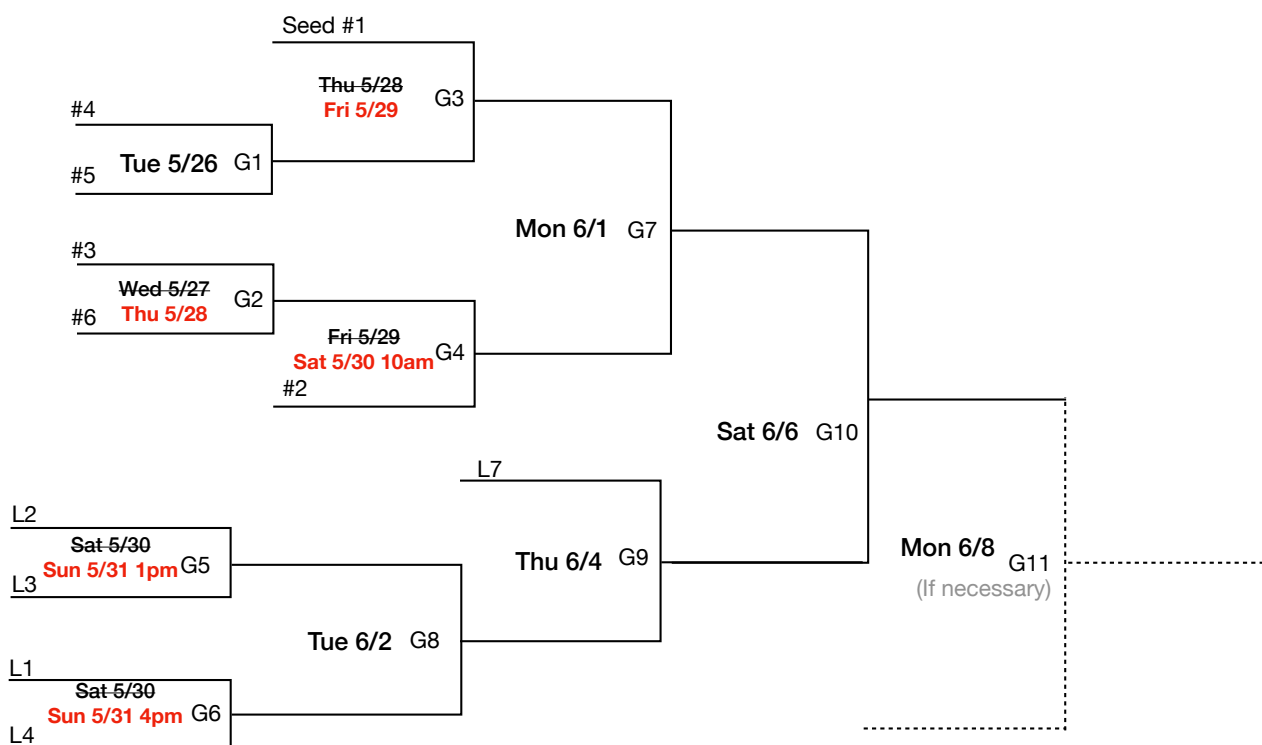 Seed #1
Thu 5/28
Fri 5/29
G3
#4
Tue 5/26 G1
#5
Mon 6/1 G7
#3
Wed 5/27
Thu 5/28
G2
#6
Fri 5/29
Sat 5/30 10am G4
#2
Sat 6/6 G10
L7
L2
Sat 5/30
Sun 5/31 1pm G5
L3
Thu 6/4 G9
Mon 6/8 G11
(If necessary)
Tue 6/2 G8
L1
Sat 5/30
Sun 5/31 4pm G6
L4